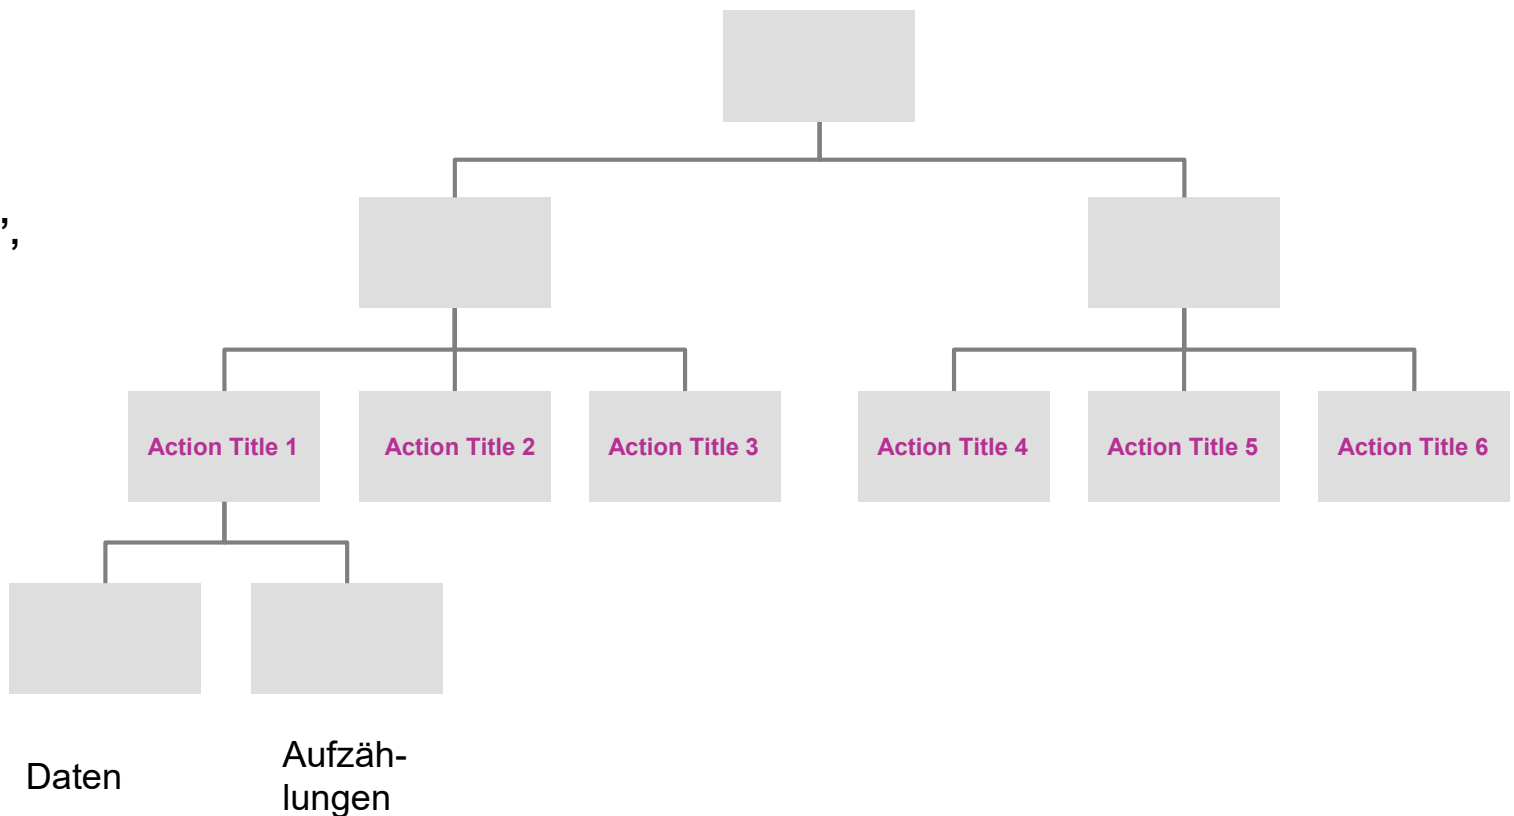 ’,
Action Title 1
Action Title 2
Action Title 3
Action Title 4
Action Title 5
Action Title 6
Daten
Aufzäh-
lungen